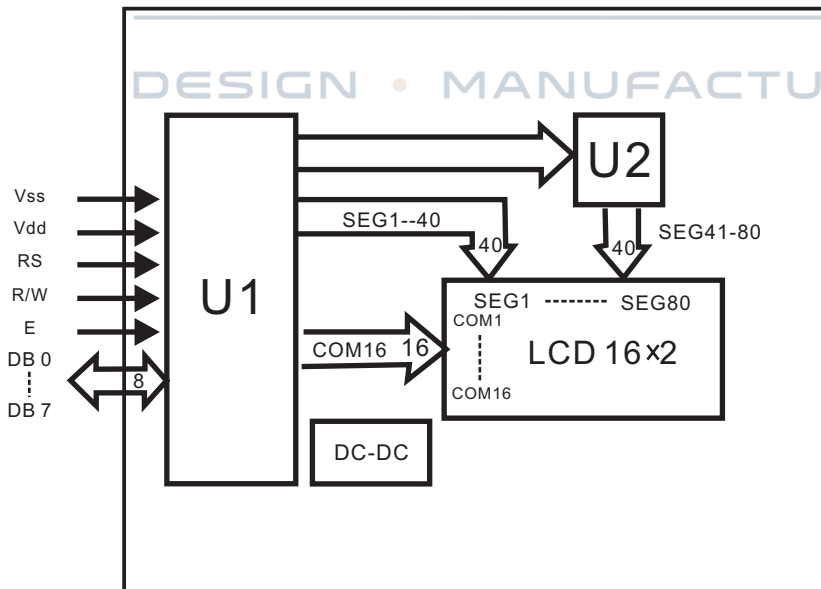 DESIGN • MANUFACTU
U2
Vss
Vdd
RS
R/W
E
DB 0
DB 7
8
U1
SEG1--40
40
40
SEG41-80
COM16 16
SEG1 SEG80
COM1
LCD 16×2
COM16
DC-DC